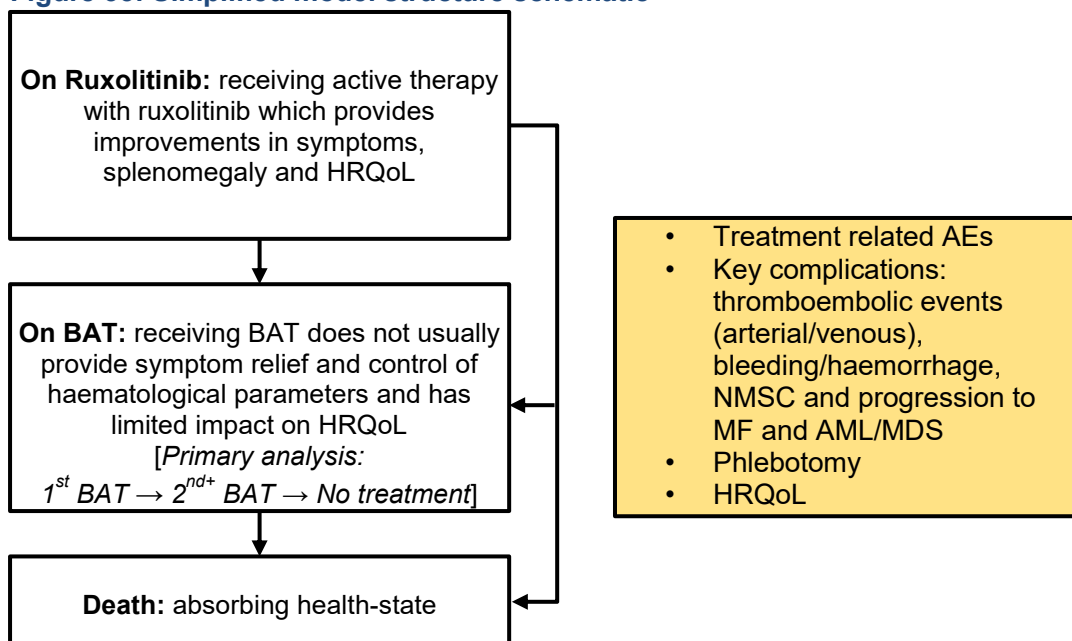 Figure Simplified model structure schematic
On Ruxolitinib: receiving active therapy
with ruxolitinib which provides
improvements in symptoms,
splenomegaly and HRQoL
On BAT: receiving BAT does not usually
provide symptom relief and control of
haematological parameters and has
limited impact on HRQoL
[Primary analysis:
1st BAT → 2nd+ BAT → No treatment]
Death: absorbing health-state
• Treatment related AEs
• Key complications:
thromboembolic events
(arterial/venous),
bleeding/haemorrhage,
NMSC and progression to
MF and AML/MDS
• Phlebotomy
• HRQoL